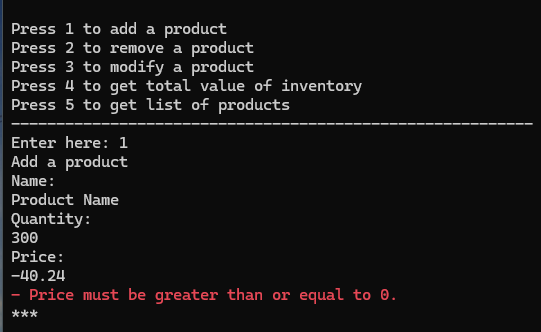 Press 1 to add a product
Press 2 to remove a product
Press 3 to modify a product
Press 4 to get total value of inventory
Press 5 to get list of products
----------------------------------------------------------
Enter here: 1
Add a product
Name:
Product Name
Quantity:
300
Price:
-40.24
- Price must be greater than or equal to 0.
***